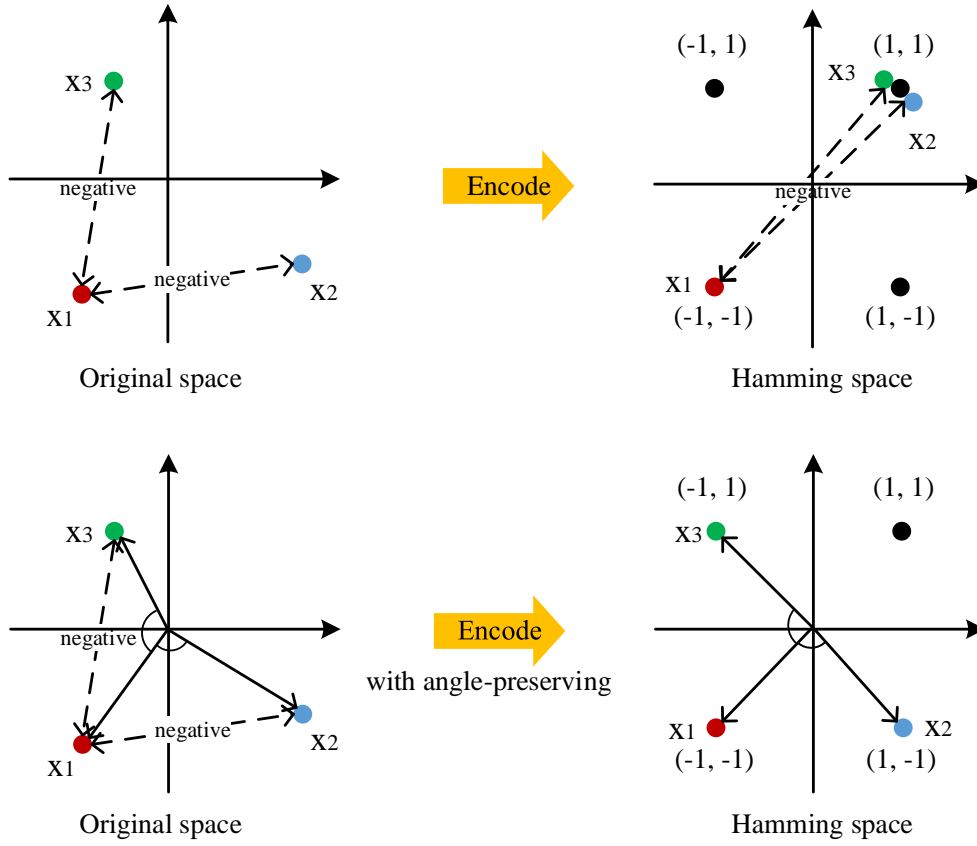 (-1, 1)
(1, 1)
X3
X3
X2
negative
Encode
negative
negative
X1
X2
X1
(-1, -1)
(1, -1)
Original space
Hamming space
(-1, 1)
(1, 1)
X3
X3
negative
Encode
with angle-preserving
negative
X1
X2
X1
X2
(-1, -1)
(1, -1)
Original space
Hamming space